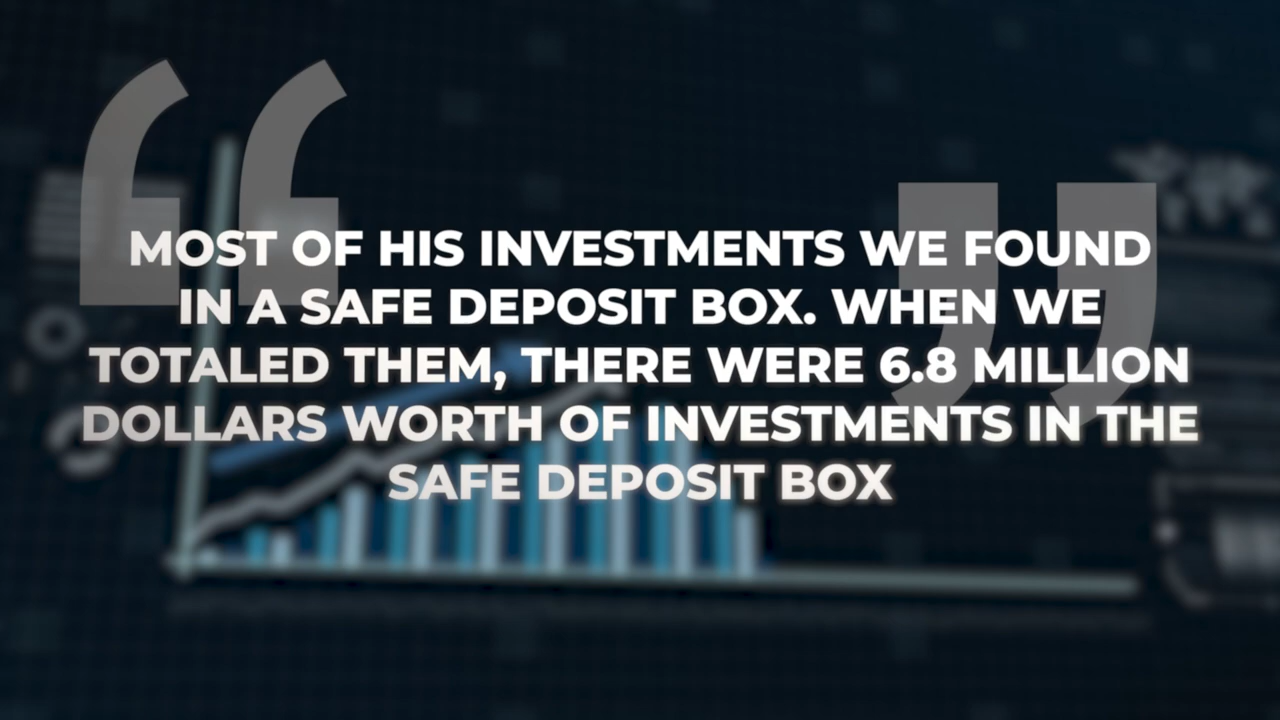 MOST OF HIS INVESTMENTS WE FOUND
IN A SAFE DEPOSIT BOX. WHEN WE
TOTALED THEM, THERE WERE 6.8 MILLION
DOLLARS WORTH OF INVESTMENTS IN THE
SAFE DEPOSIT BOX